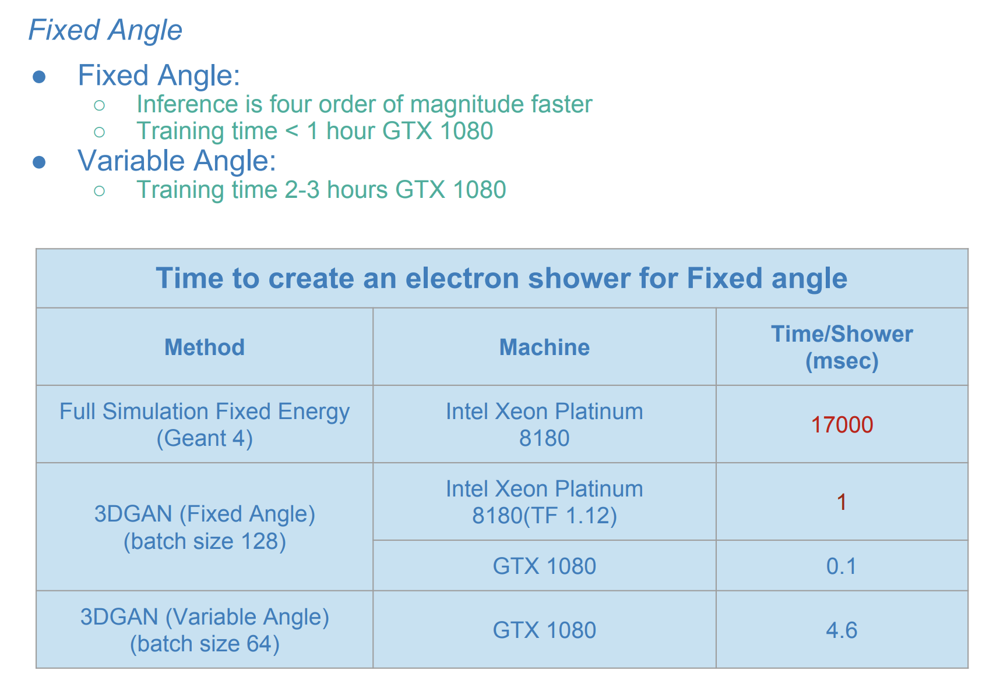 Fixed Angle
● Fixed Angle:
○ Inference is four order of magnitude faster
○ Training time < 1 hour GTX 1080
● Variable Angle:
○ Training time 2-3 hours GTX 1080
Time to create an electron shower for Fixed angle
Method
Machine
Time/Shower
(msec)
Full Simulation Fixed Energy
(Geant 4)
Intel Xeon Platinum
8180
17000
3DGAN (Fixed Angle)
(batch size 128)
Intel Xeon Platinum
8180(TF 1.12)
1
GTX 1080
0.1
3DGAN (Variable Angle)
(batch size 64)
GTX 1080
4.6